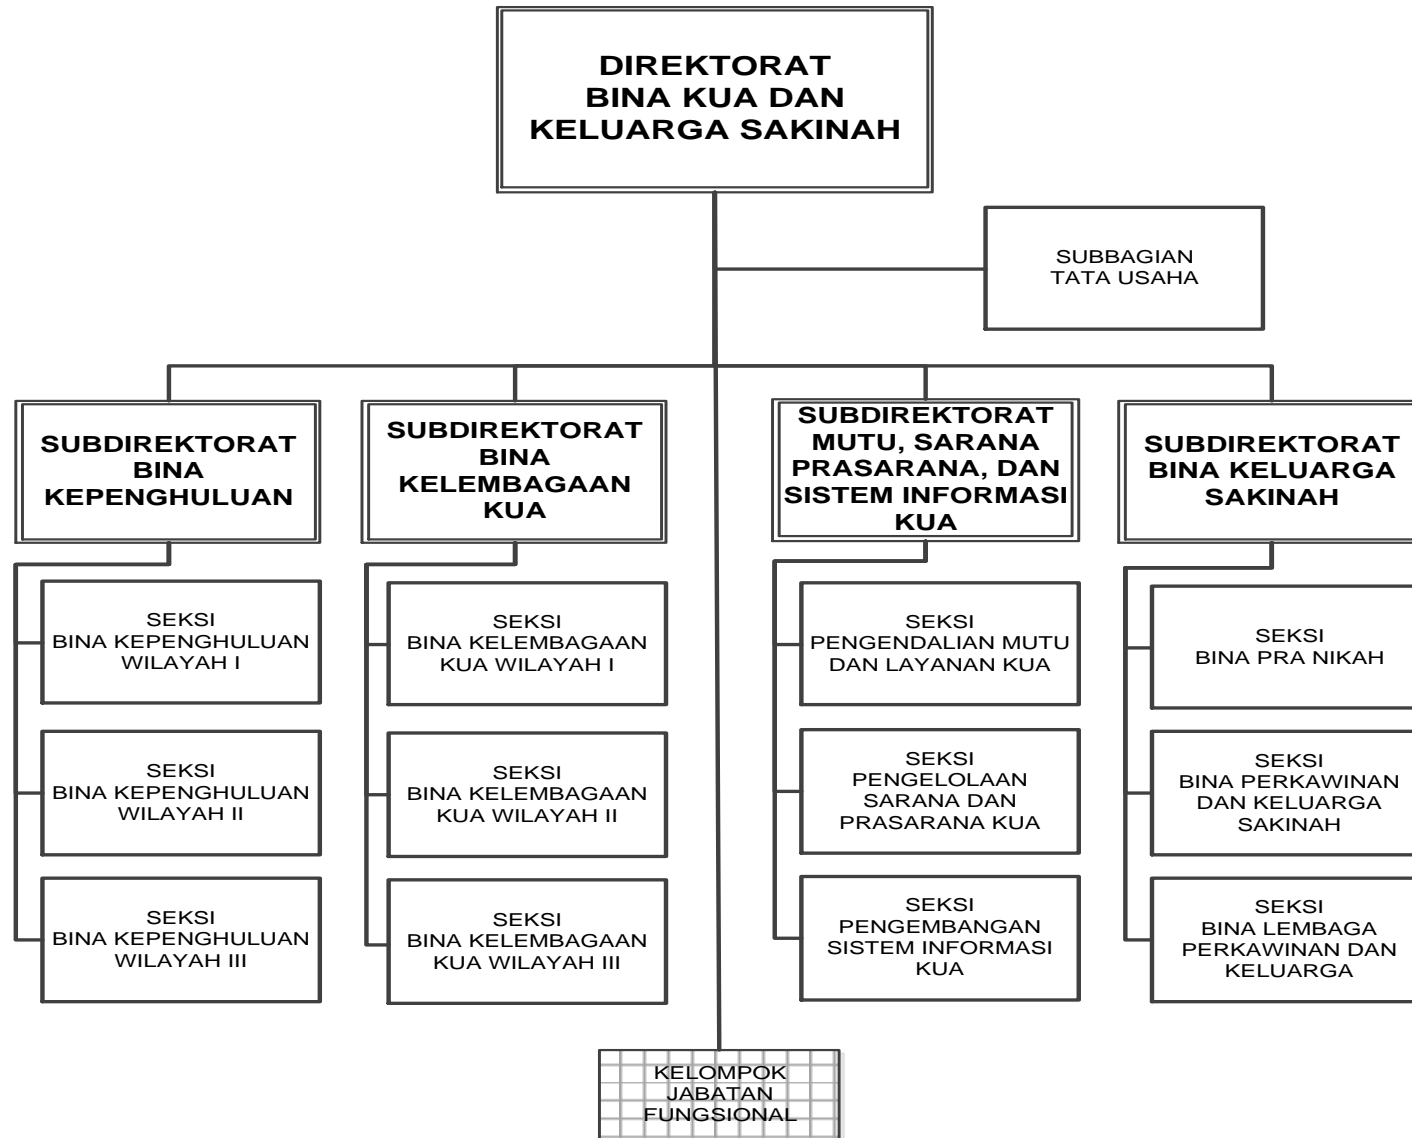 DIREKTORAT
BINA KUA DAN
KELUARGA SAKINAH
SUBBAGIAN
TATA USAHA
SUBDIREKTORAT
BINA
KEPENGHULUAN
SUBDIREKTORAT
BINA
KELEMBAGAAN
KUA
SUBDIREKTORAT
MUTU, SARANA
PRASARANA, DAN
SISTEM INFORMASI
KUA
SUBDIREKTORAT
BINA KELUARGA
SAKINAH
SEKSI
BINA KEPENGHULUAN
WILAYAH I
SEKSI
BINA KELEMBAGAAN
KUA WILAYAH I
SEKSI
PENGENDALIAN MUTU
DAN LAYANAN KUA
SEKSI
BINA PRA NIKAH
SEKSI
BINA KEPENGHULUAN
WILAYAH II
SEKSI
BINA KELEMBAGAAN
KUA WILAYAH II
SEKSI
PENGELOLAAN
SARANA DAN
PRASARANA KUA
SEKSI
BINA PERKAWINAN
DAN KELUARGA
SAKINAH
SEKSI
BINA KEPENGHULUAN
WILAYAH III
SEKSI
BINA KELEMBAGAAN
KUA WILAYAH III
SEKSI
PENGEMBANGAN
SISTEM INFORMASI
KUA
SEKSI
BINA LEMBAGA
PERKAWINAN DAN
KELUARGA
KELOMPOK
JABATAN
FUNGSIONAL